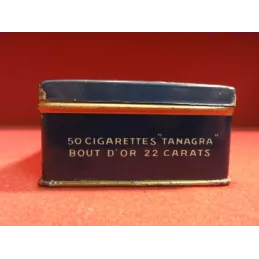 50 CIGARETTES "TANAGRA"
BOUT D'OR 22 CARATS